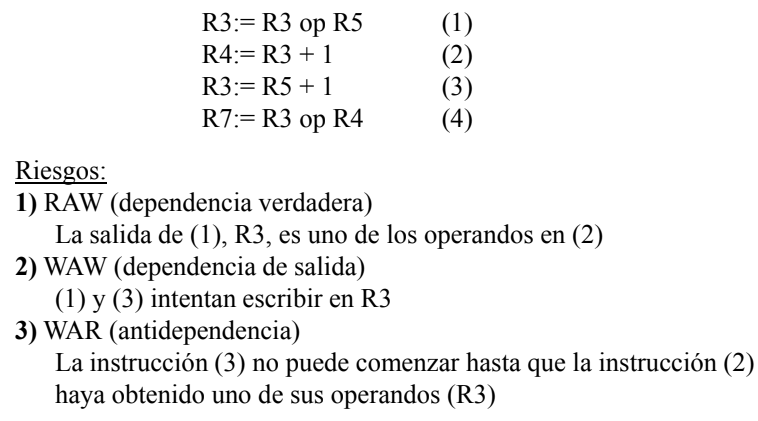 R3:= R3 op R5 (1)
R4:= R3 + 1 (2)
R3:= R5 + 1 (3)
R7:= R3 op R4 (4)
Riesgos:
1) RAW (dependencia verdadera)
La salida de (1), R3, es uno de los operandos en (2)
2) WAW (dependencia de salida)
(1) y (3) intentan escribir en R3
3) WAR (antidependencia)
La instrucción (3) no puede comenzar hasta que la instrucción (2)
haya obtenido uno de sus operandos (R3)